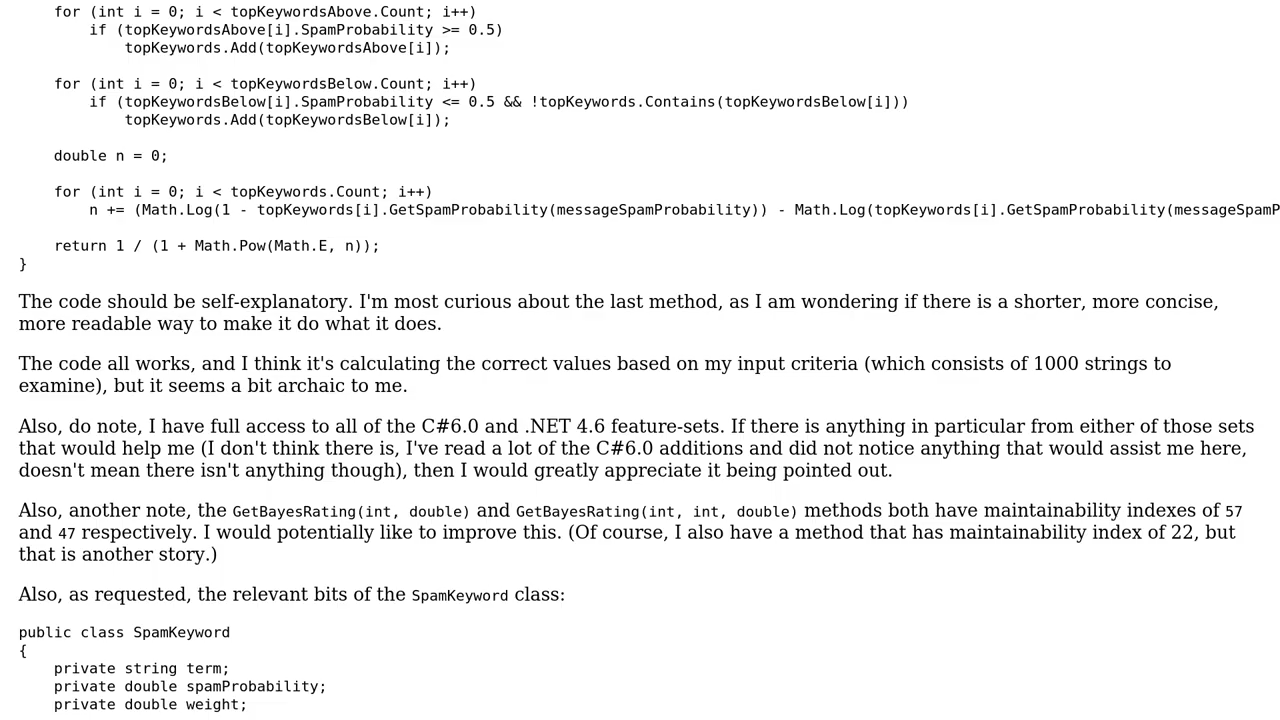 for (int i = 0; i < topKeywordsAbove.Count; i++)
if (topKeywordsAbove[i].SpamProbability >= 0.5)
topKeywords.Add(topKeywordsAbove[i]);
for (int i = 0; i < topKeywordsBelow.Count; i++)
if (topKeywordsBelow[i].SpamProbability <= 0.5 && !topKeywords.Contains(topKeywordsBelow[i]))
topKeywords.Add(topKeywordsBelow[i]);
double n = 0;
for (int i = 0; i < topKeywords.Count; i++)
n += (Math.Log(1 - topKeywords[i].GetSpamProbability(messageSpamProbability)) - Math.Log(topKeywords[i].GetSpamProbability(messageSpamP
return 1 / (1 + Math.Pow(Math.E, n));
}
The code should be self-explanatory. I'm most curious about the last method, as I am wondering if there is a shorter, more concise,
more readable way to make it do what it does.
The code all works, and I think it's calculating the correct values based on my input criteria (which consists of 1000 strings to
examine), but it seems a bit archaic to me.
Also, do note, I have full access to all of the C#6.0 and .NET 4.6 feature-sets. If there is anything in particular from either of those sets
that would help me (I don't think there is, I've read a lot of the C#6.0 additions and did not notice anything that would assist me here,
doesn't mean there isn't anything though), then I would greatly appreciate it being pointed out.
Also, another note, the GetBayesRating(int, double) and GetBayesRating(int, int, double) methods both have maintainability indexes of 57
and 47 respectively. I would potentially like to improve this. (Of course, I also have a method that has maintainability index of 22, but
that is another story.)
Also, as requested, the relevant bits of the SpamKeyword class:
public class SpamKeyword
{
private string term;
private double spamProbability;
private double weight;